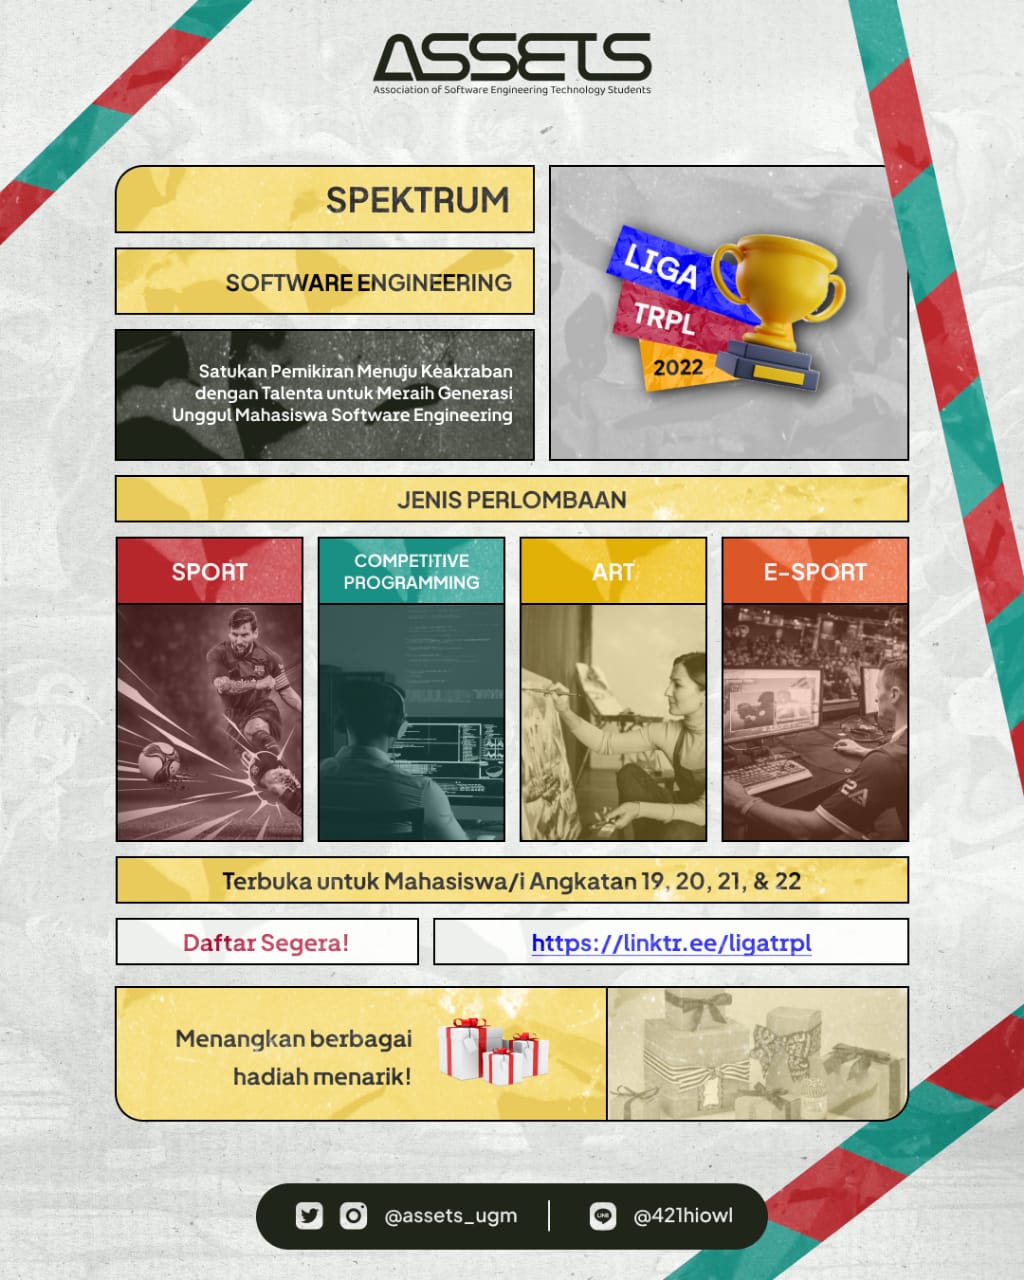 ASSETS
Association of Software Engineering Technology Students
SPEKTRUM
SOFTWARE ENGINEERING
Satukan Pemikiran Menuju Keakraban
dengan Talenta untuk Meraih Generasi
Unggul Mahasiswa Software Engineering
LIGA
TRPL
2022
JENIS PERLOMBAAN
SPORT
COMPETITIVE
PROGRAMMING
ART
E-SPORT
Terbuka untuk Mahasiswa/i Angkatan 19, 20, 21, & 22
Daftar Segera!
https://linktr.ee/ligatrpl
Menangkan berbagai
hadiah menarik!
@assets_ugm
LINE
@421hiowl